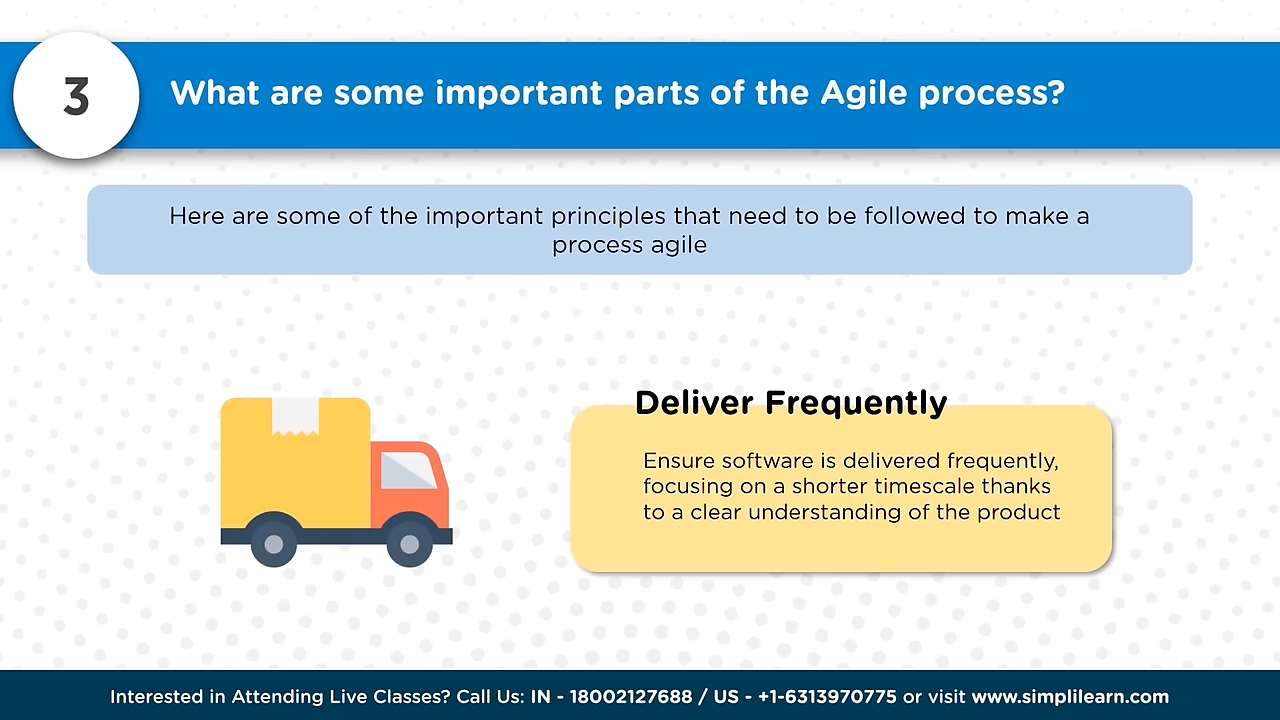 3
What are some important parts of the Agile process?
Here are some of the important principles that need to be followed to make a
process agile
Deliver Frequently
Ensure software is delivered frequently,
focusing on a shorter timescale thanks
to a clear understanding of the product
Interested in Attending Live Classes? Call Us: IN - 18002127688 / US - +1-6313970775 or visit www.simplilearn.com